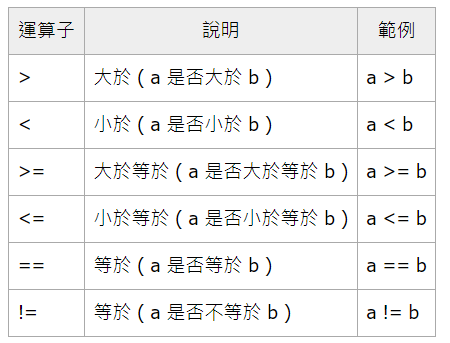 運算子 說明 範例
> 大於 ( a 是否大於 b ) a > b
< 小於 ( a 是否小於 b ) a < b
>= 大於等於 ( a 是否大於等於 b ) a >= b
<= 小於等於 ( a 是否小於等於 b ) a <= b
== 等於 ( a 是否等於 b ) a == b
!= 等於 ( a 是否不等於 b ) a != b